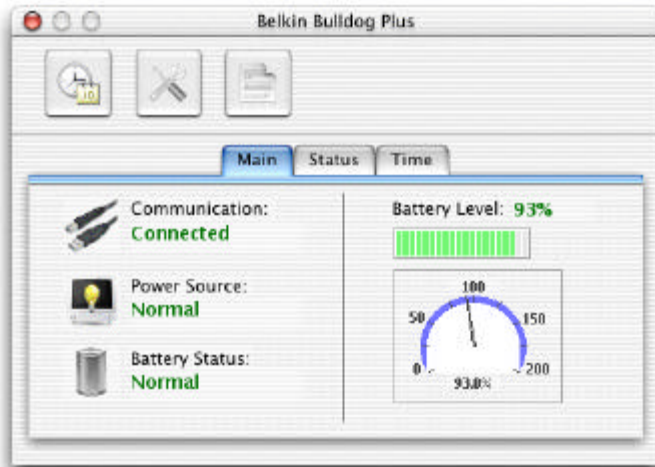 Belkin Bulldog Plus
10
Main
Status
Time
Communication:
Connected
Power Source:
Normal
Battery Status:
Normal
Battery Level: 93%
100
50
150
0
200
93.0%